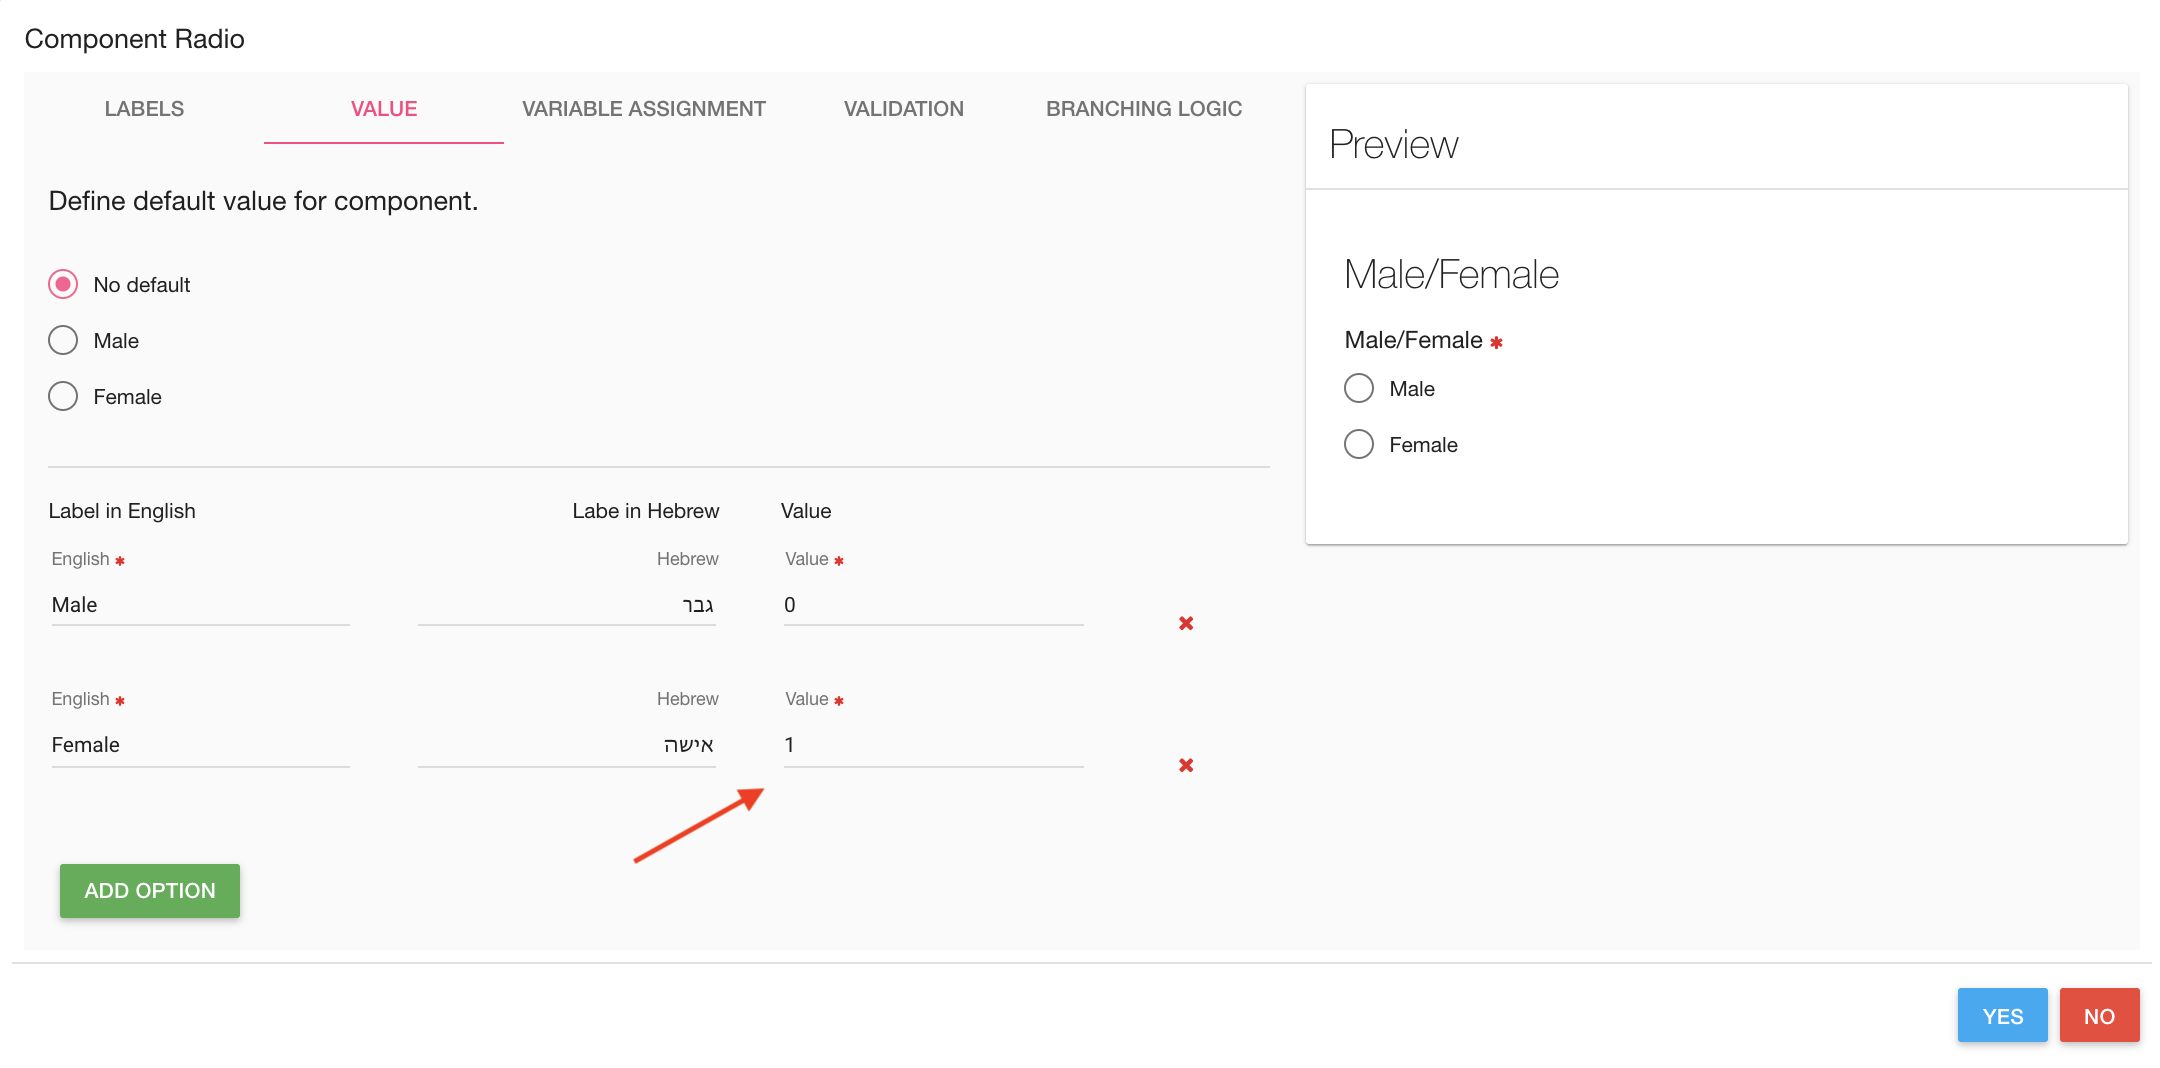 Component Radio
LABELS VALUE VARIABLE ASSIGNMENT VALIDATION BRANCHING LOGIC
Define default value for component.
No default
Male
Female
Label in English Labe in Hebrew Value
English * Hebrew Value *
Male גבר 0
English * Hebrew Value *
Female אישה 1
ADD OPTION
Preview
Male/Female
Male/Female *
Male
Female
YES NO